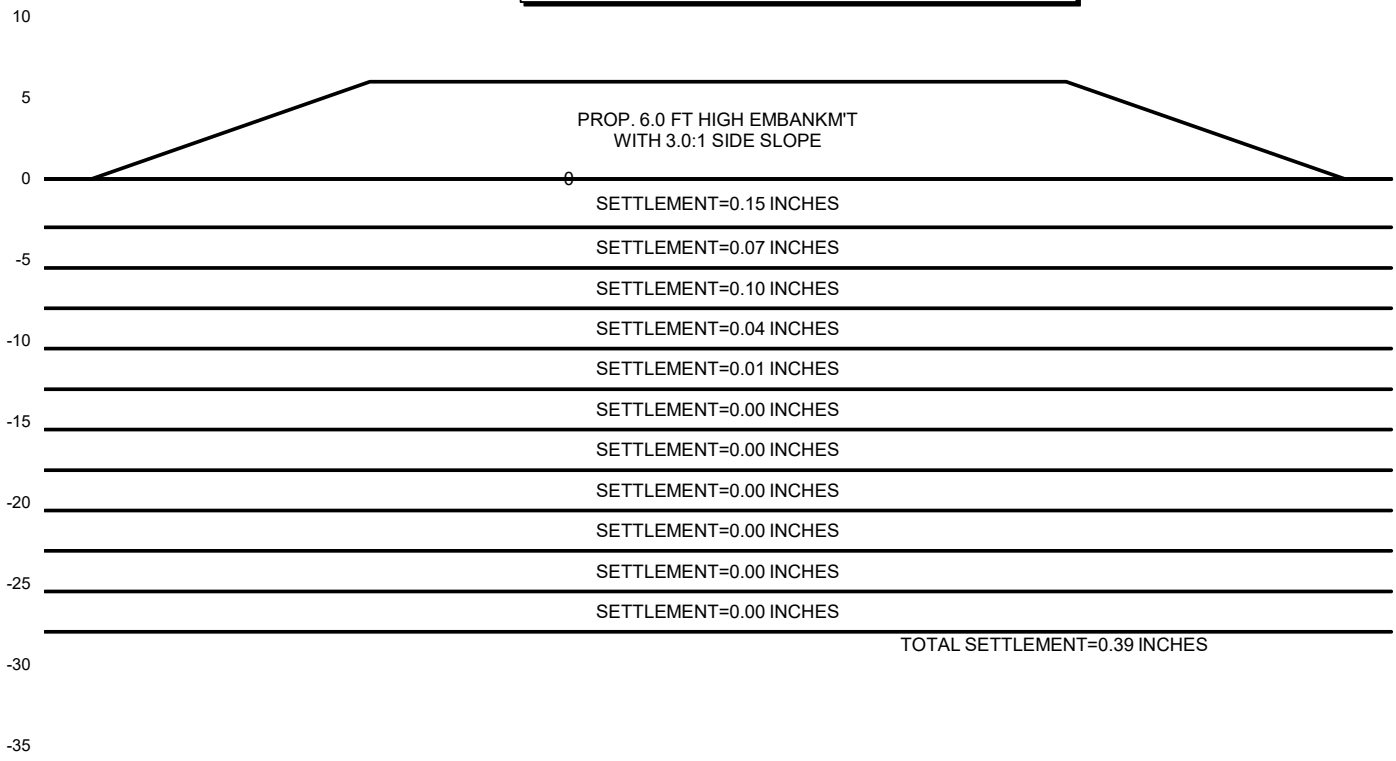 10
5
PROP. 6.0 FT HIGH EMBANKM'T
WITH 3.0:1 SIDE SLOPE
0
0
SETTLEMENT=0.15 INCHES
SETTLEMENT=0.07 INCHES
-5
SETTLEMENT=0.10 INCHES
SETTLEMENT=0.04 INCHES
-10
SETTLEMENT=0.01 INCHES
SETTLEMENT=0.00 INCHES
-15
SETTLEMENT=0.00 INCHES
SETTLEMENT=0.00 INCHES
-20
SETTLEMENT=0.00 INCHES
SETTLEMENT=0.00 INCHES
-25
SETTLEMENT=0.00 INCHES
TOTAL SETTLEMENT=0.39 INCHES
-30
-35